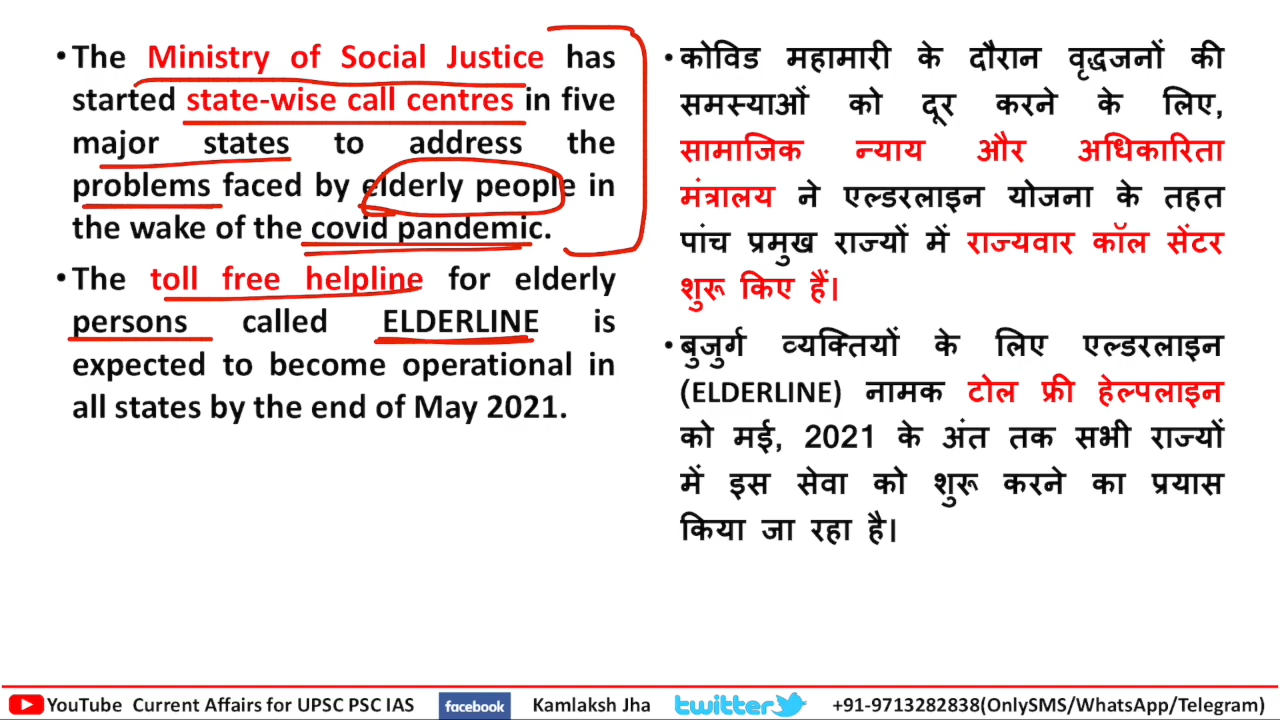 • The Ministry of Social Justice has
started state-wise call centres in five
major states to address the
problems faced by elderly people in
the wake of the covid pandemic.
• The toll free helpline for elderly
persons called ELDERLINE is
expected to become operational in
all states by the end of May 2021.
• कोविड महामारी के दौरान वृद्धजनों की
समस्याओं को दूर करने के लिए,
सामाजिक न्याय और अधिकारिता
मंत्रालय ने एल्डरलाइन योजना के तहत
पांच प्रमुख राज्यों में राज्यवार कॉल सेंटर
शुरू किए हैं।
• बुजुर्ग व्यक्तियों के लिए एल्डरलाइन
(ELDERLINE) नामक टोल फ्री हेल्पलाइन
को मई, 2021 के अंत तक सभी राज्यों
में इस सेवा को शुरू करने का प्रयास
किया जा रहा है।
YouTube Current Affairs for UPSC PSC IAS facebook Kamlaksh Jha twitter +91-9713282838(OnlySMS/WhatsApp/Telegram)